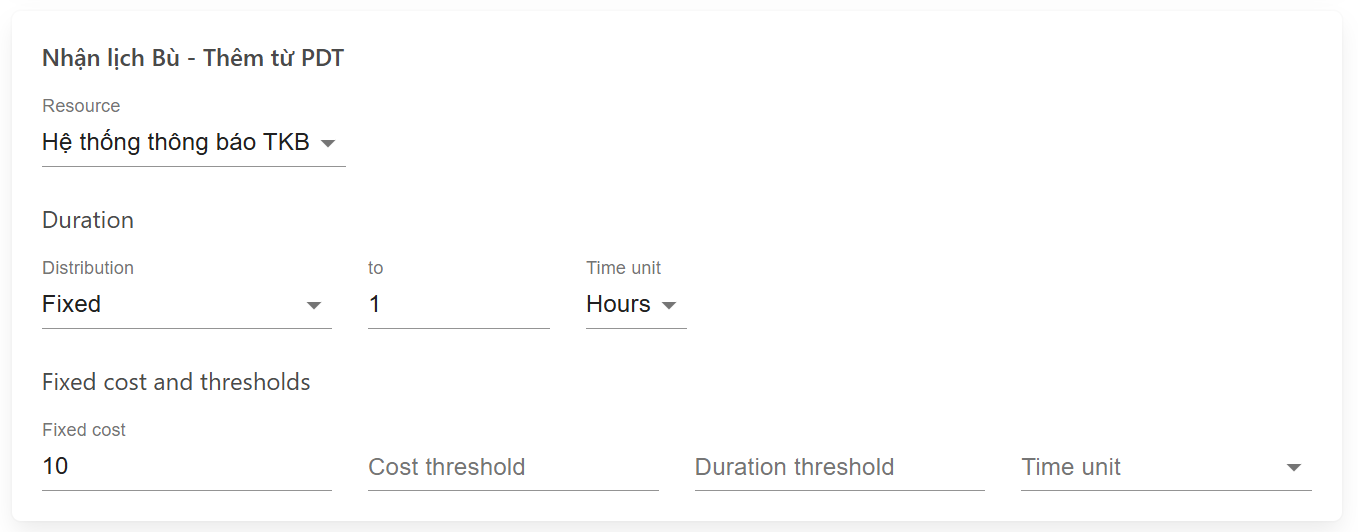 Nhận lịch Bù - Thêm từ PDT
Resource
Hệ thống thông báo TKB
Duration
Distribution to Time unit
Fixed 1 Hours
Fixed cost and thresholds
Fixed cost
10 Cost threshold Duration threshold Time unit